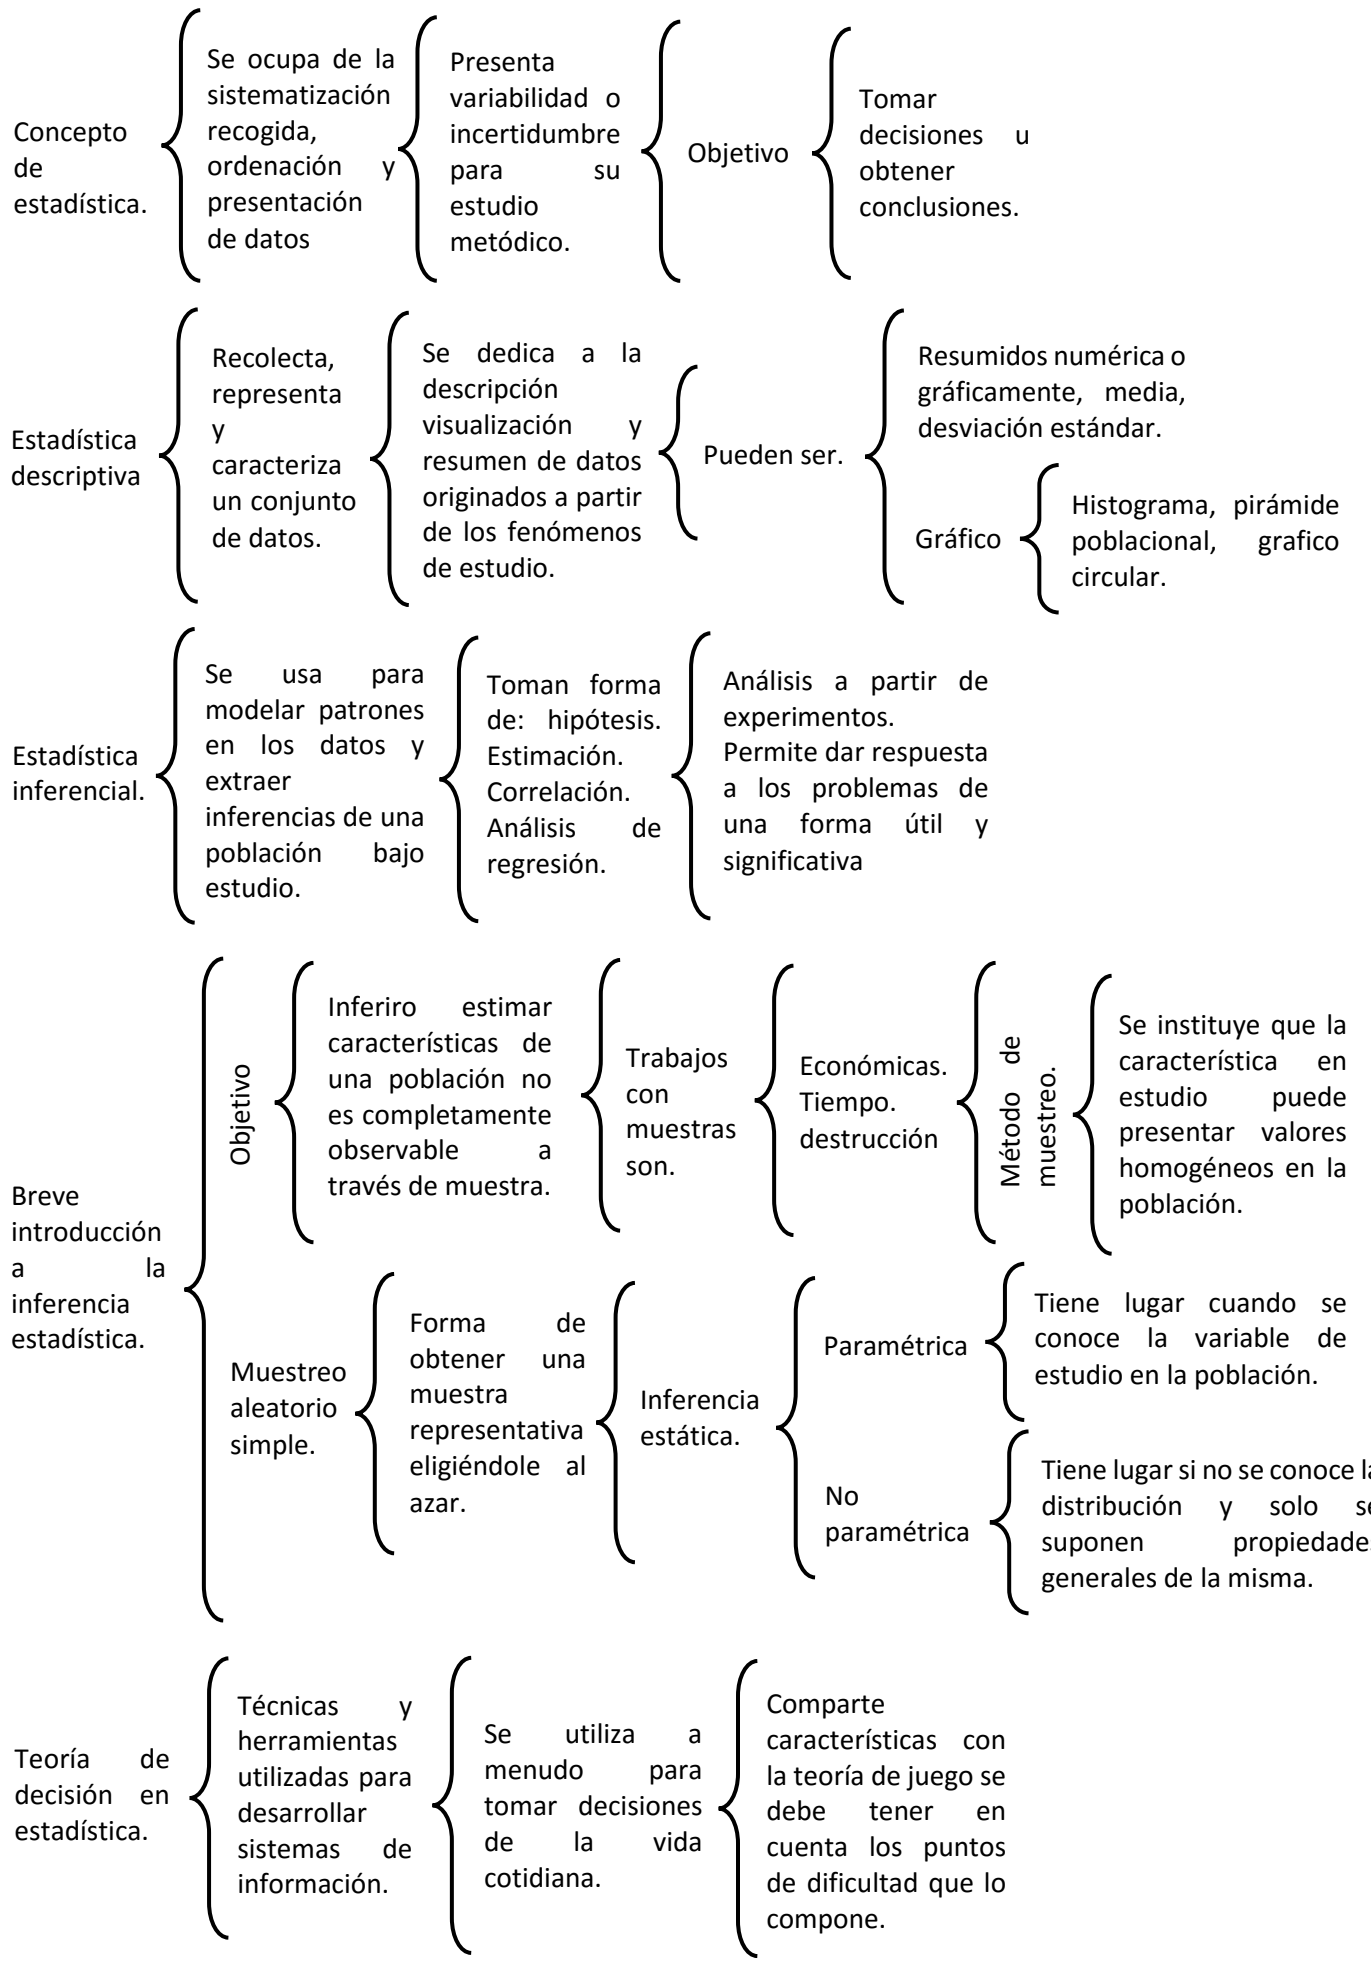 Concepto
de
estadística.
Se ocupa de la
sistematización
recogida,
ordenación y
presentación
de datos
Presenta
variabilidad o
incertidumbre
para su
estudio
metódico.
Objetivo
Tomar
decisiones u
obtener
conclusiones.
Estadística
descriptiva
Recolecta,
representa
y
caracteriza
un conjunto
de datos.
Se dedica a la
descripción
visualización y
resumen de datos
originados a partir
de los fenómenos
de estudio.
Pueden ser.
Resumidos numérica o
gráficamente, media,
desviación estándar.
Gráfico
Histograma, pirámide
poblacional, grafico
circular.
Estadística
inferencial.
Se usa para
modelar patrones
en los datos y
extraer
inferencias de una
población bajo
estudio.
Toman forma
de: hipótesis.
Estimación.
Correlación.
Análisis de
regresión.
Análisis a partir de
experimentos.
Permite dar respuesta
a los problemas de
una forma útil y
significativa
Breve
introducción
a la
inferencia
estadística.
Objetivo
Inferiro estimar
características de
una población no
es completamente
observable a
través de muestra.
Trabajos
con
muestras
son.
Económicas.
Tiempo.
destrucción
Método de
muestreo.
Se instituye que la
característica en
estudio puede
presentar valores
homogéneos en la
población.
Muestreo
aleatorio
simple.
Forma de
obtener una
muestra
representativa
eligiéndole al
azar.
Inferencia
estática.
Paramétrica
Tiene lugar cuando se
conoce la variable de
estudio en la población.
No
paramétrica
Tiene lugar si no se conoce
distribución y solo
suponen
generales de la misma.
Teoría de
decisión en
estadística.
Técnicas y
herramientas
utilizadas para
desarrollar
sistemas de
información.
Se utiliza a
menudo para
tomar decisiones
de la vida
cotidiana.
Comparte
características con
la teoría de juego se
debe tener en
cuenta los puntos
de dificultad que lo
compone.